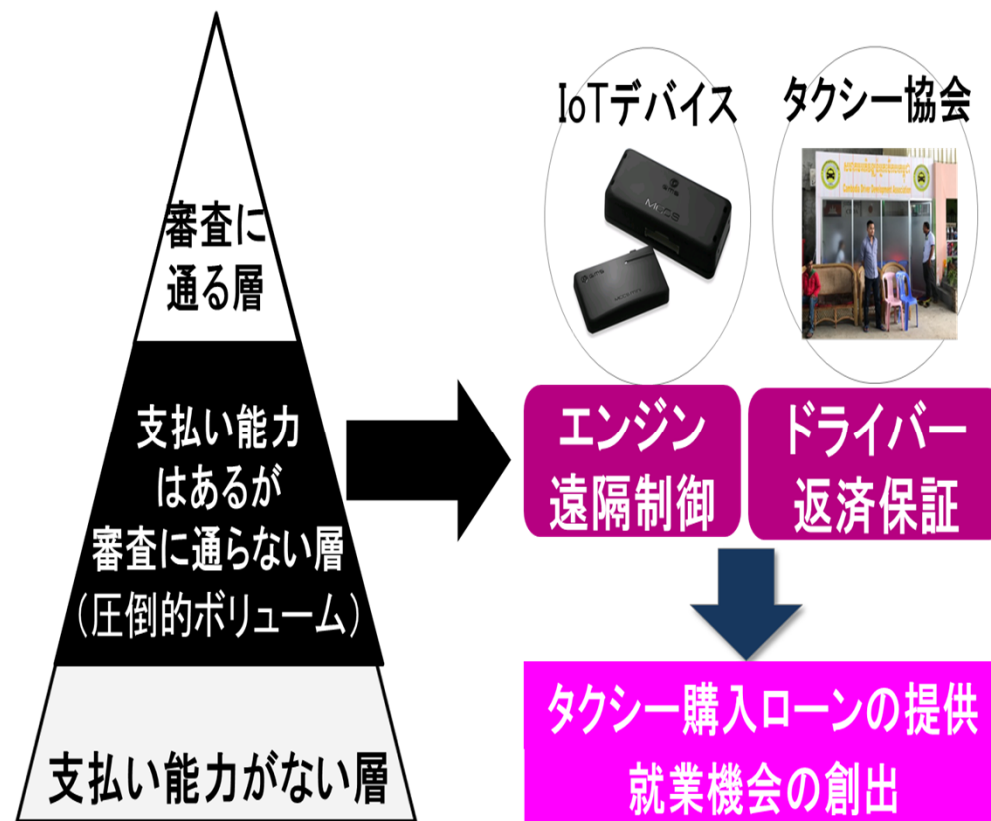 審査に
通る層
支払い能力
はあるが
審査に通らない層
（圧倒的ボリューム）
支払い能力がない層
IoTデバイス
タクシー協会
エンジン
遠隔制御
ドライバー
返済保証
タクシー購入ローンの提供
就業機会の創出